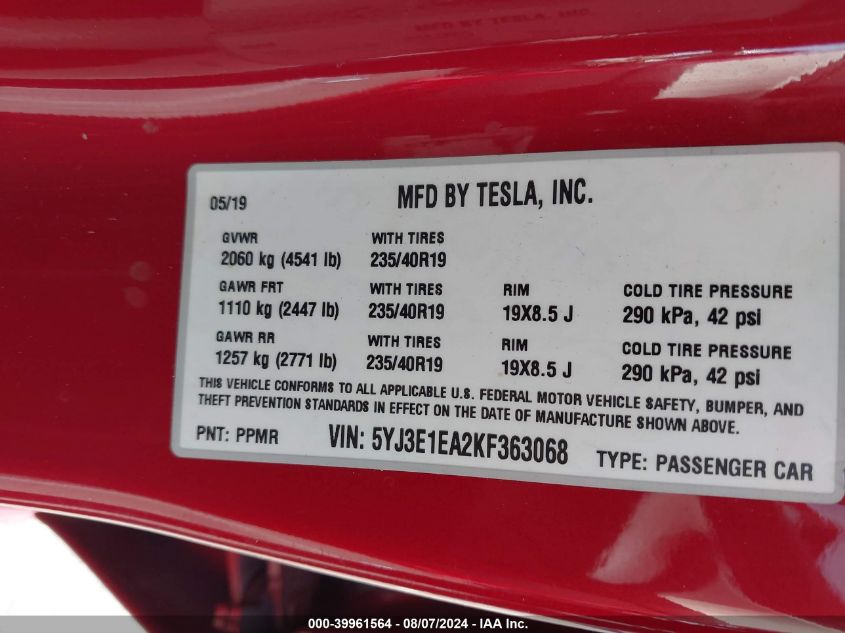 MFD BY TESLA, INC.
05/19 MFD BY TESLA, INC.
GVWR WITH TIRES
2060 kg (4541 lb) 235/40R19
GAWR FRT WITH TIRES RIM COLD TIRE PRESSURE
1110 kg (2447 lb) 235/40R19 19X8.5 J 290 kPa, 42 psi
GAWR RR WITH TIRES RIM COLD TIRE PRESSURE
1257 kg (2771 lb) 235/40R19 19X8.5 J 290 kPa, 42 psi
THIS VEHICLE CONFORMS TO ALL APPLICABLE U.S. FEDERAL MOTOR VEHICLE SAFETY, BUMPER, AND
THEFT PREVENTION STANDARDS IN EFFECT ON THE DATE OF MANUFACTURE SHOWN ABOVE.
PNT: PPMR VIN: 5YJ3E1EA2KF363068 TYPE: PASSENGER CAR
000-39961564 - 08/07/2024 - IAA Inc.